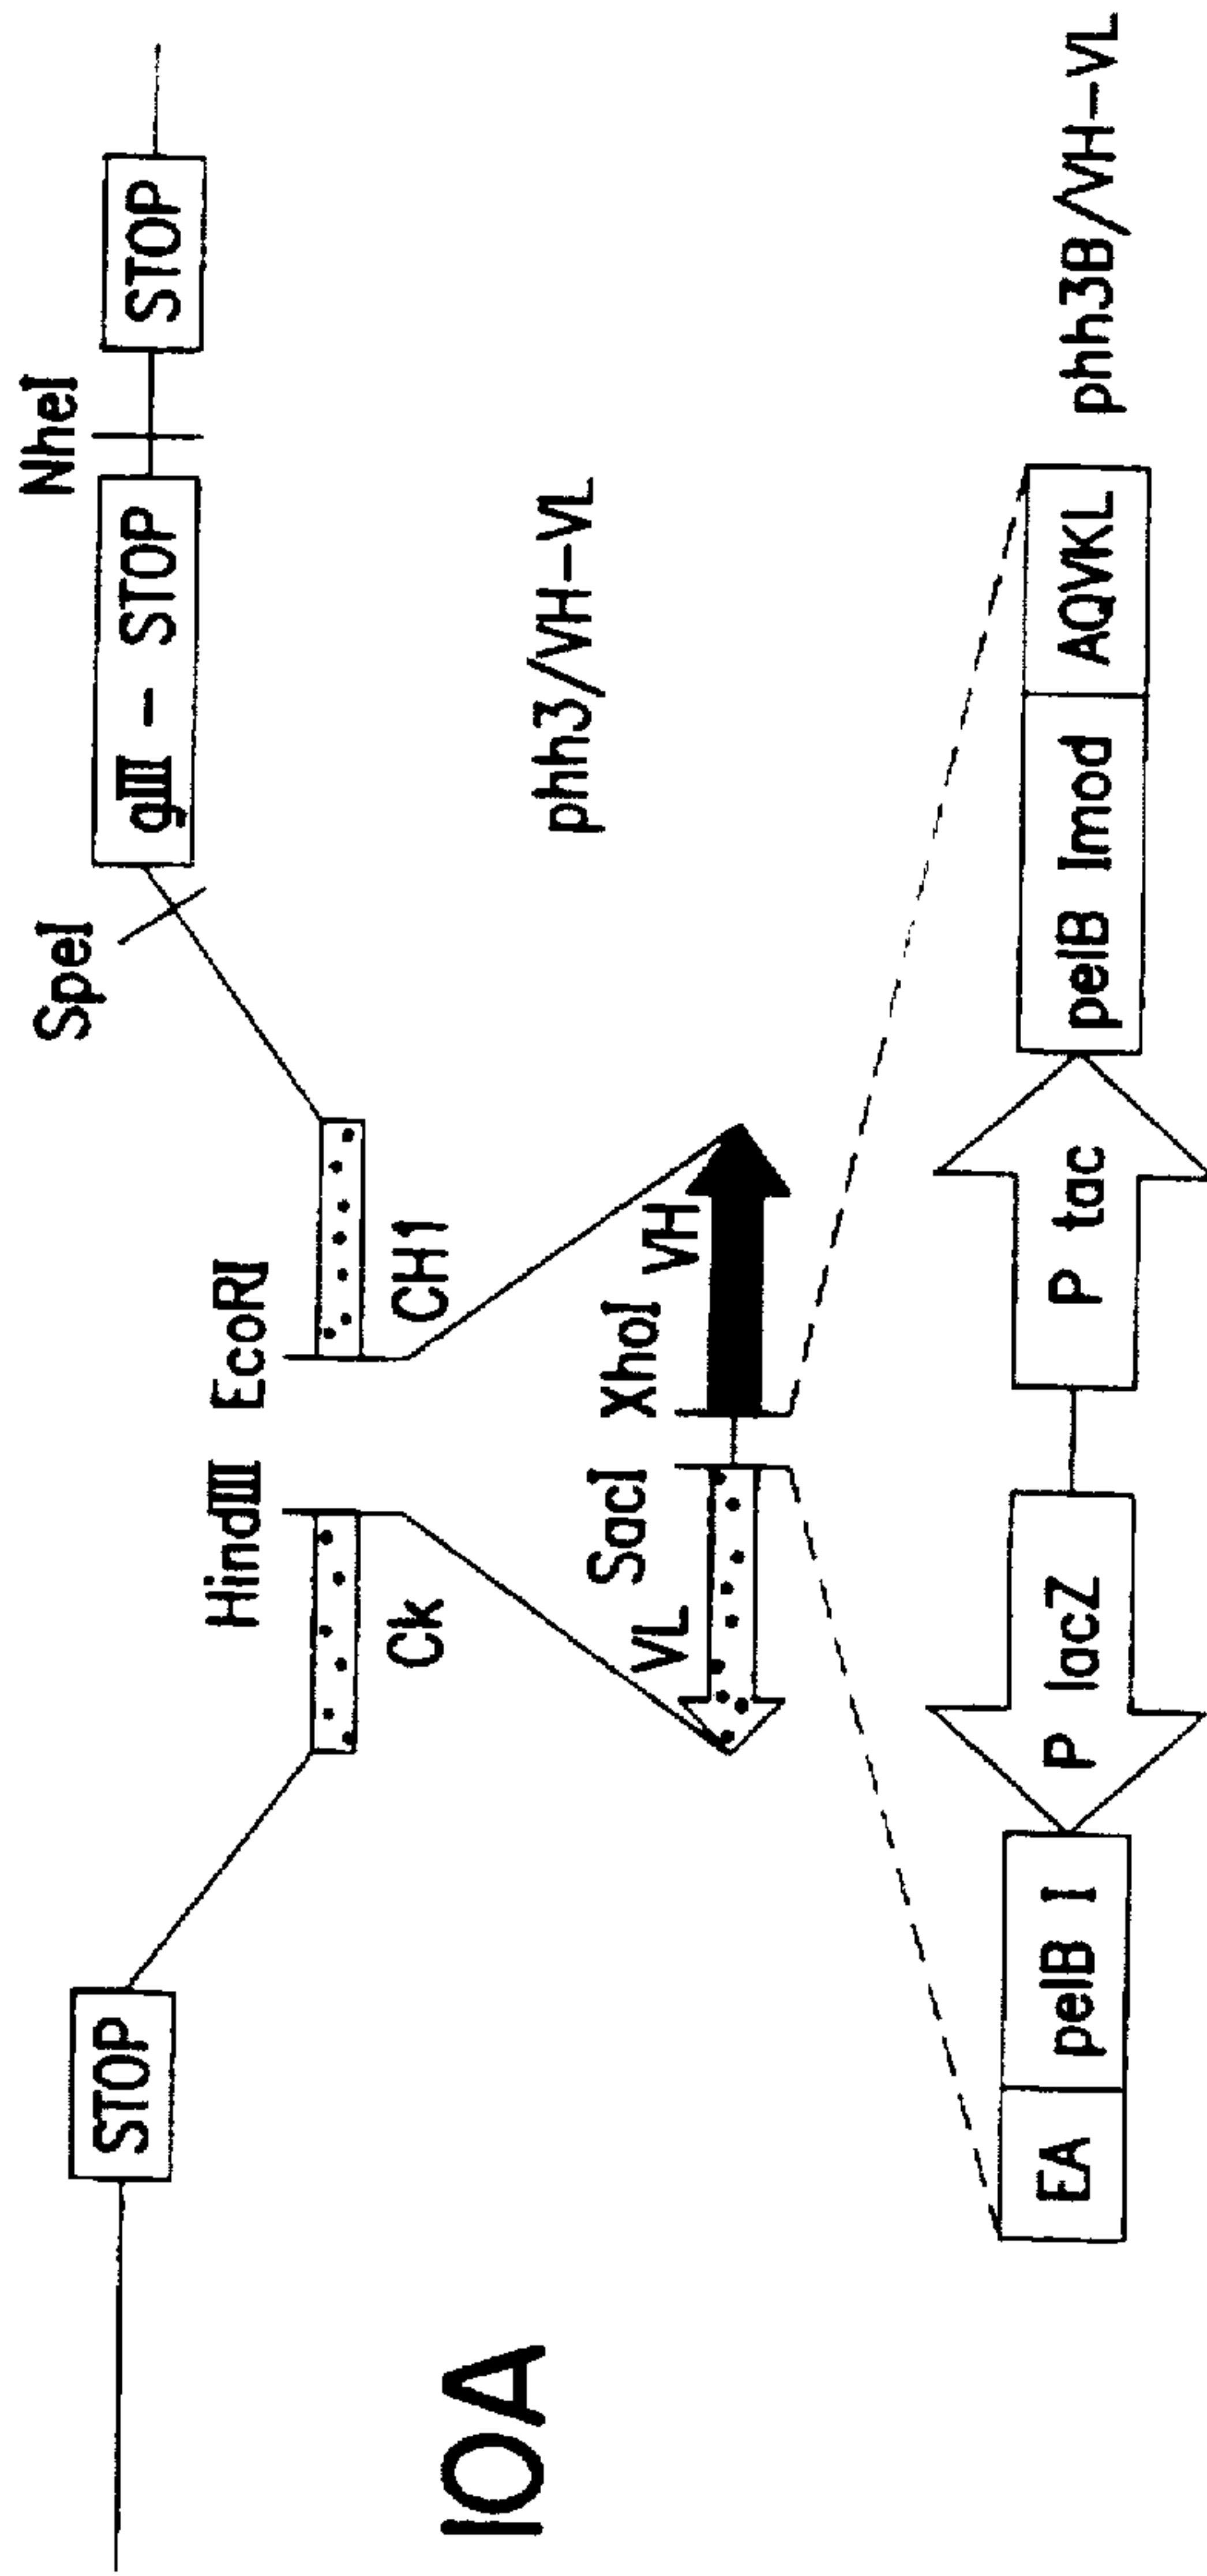 NheI
SpeI
STOP
gIII - STOP
STOP
HindIII EcoRI
Ck
CH1
phh3/VH-VL
SacI XhoI
VL
VH
10A
EA
pelB I
P lacZ
P tac
pelB Imod
AQVKL
phh3B/VH-VL